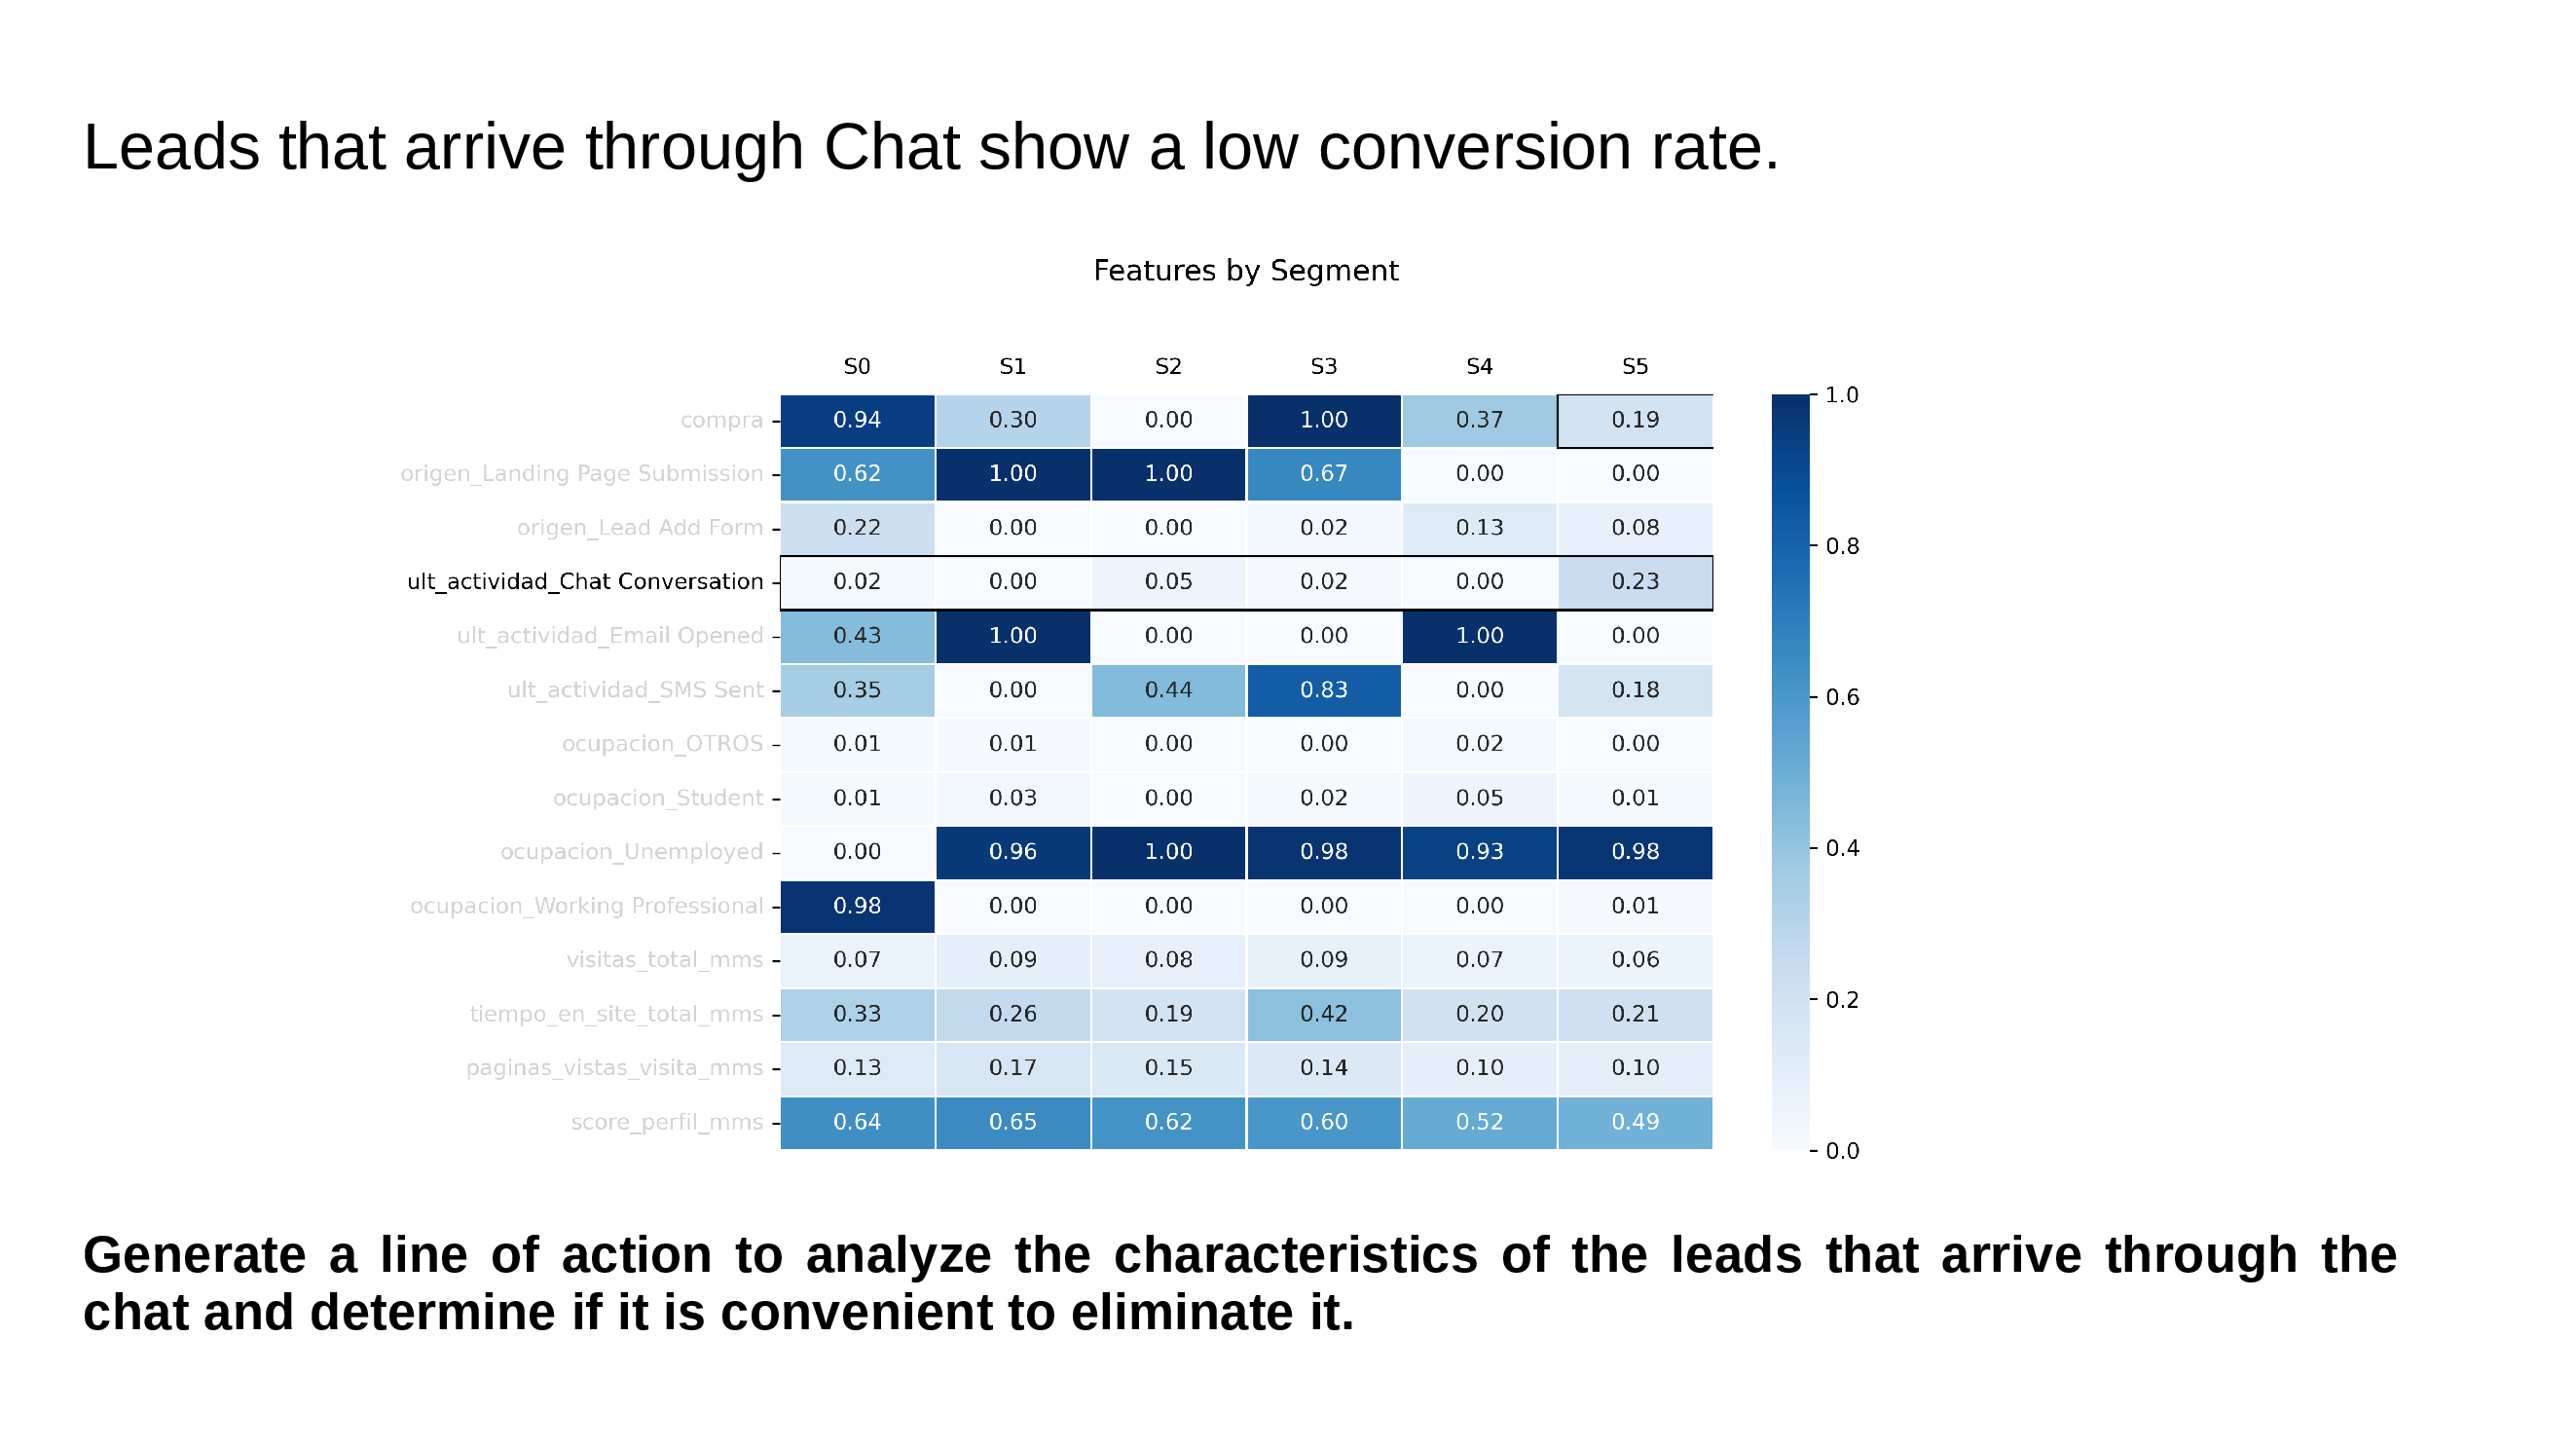 Leads that arrive through Chat show a low conversion rate.
Features by Segment
S0 S1 S2 S3 S4 S5
compra 0.94 0.30 0.00 1.00 0.37 0.19
origen_Landing Page Submission 0.62 1.00 1.00 0.67 0.00 0.00
origen_Lead Add Form 0.22 0.00 0.00 0.02 0.13 0.08
ult_actividad_Chat Conversation 0.02 0.00 0.05 0.02 0.00 0.23
ult_actividad_Email Opened 0.43 1.00 0.00 0.00 1.00 0.00
ult_actividad_SMS Sent 0.35 0.00 0.44 0.83 0.00 0.18
ocupacion_OTROS 0.01 0.01 0.00 0.00 0.02 0.00
ocupacion_Student 0.01 0.03 0.00 0.02 0.05 0.01
ocupacion_Unemployed 0.00 0.96 1.00 0.98 0.93 0.98
ocupacion_Working Professional 0.98 0.00 0.00 0.00 0.00 0.01
visitas_total_mms 0.07 0.09 0.08 0.09 0.07 0.06
tiempo_en_site_total_mms 0.33 0.26 0.19 0.42 0.20 0.21
paginas_vistas_visita_mms 0.13 0.17 0.15 0.14 0.10 0.10
score_perfil_mms 0.64 0.65 0.62 0.60 0.52 0.49
1.0
0.8
0.6
0.4
0.2
0.0
Generate a line of action to analyze the characteristics of the leads that arrive through the
chat and determine if it is convenient to eliminate it.